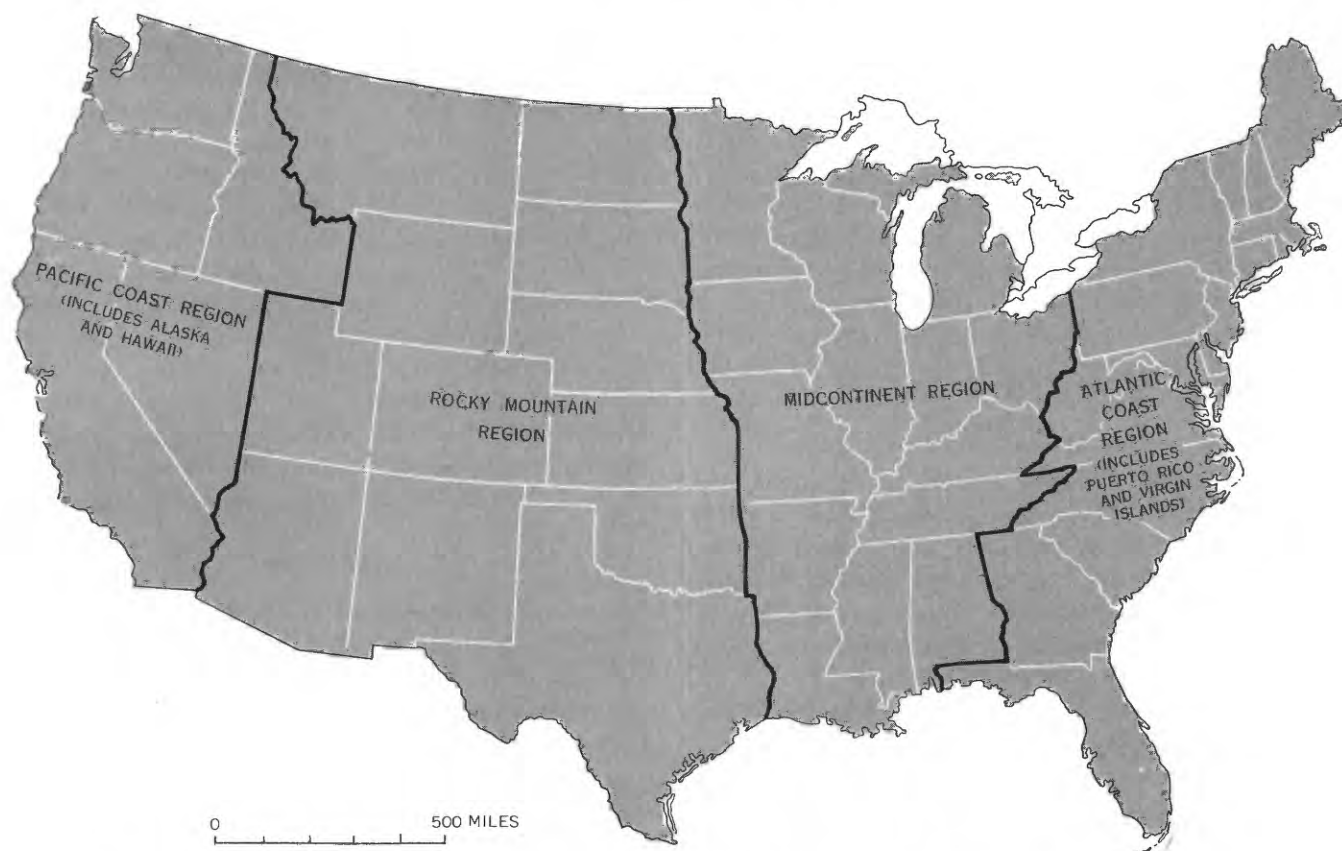 PACIFIC COAST REGION
(INCLUDES ALASKA
AND HAWAII)
ROCKY MOUNTAIN
REGION
MIDCONTINENT REGION
ATLANTIC
COAST
REGION
(INCLUDES
PUERTO RICO
AND VIRGIN
ISLANDS)
0 500 MILES